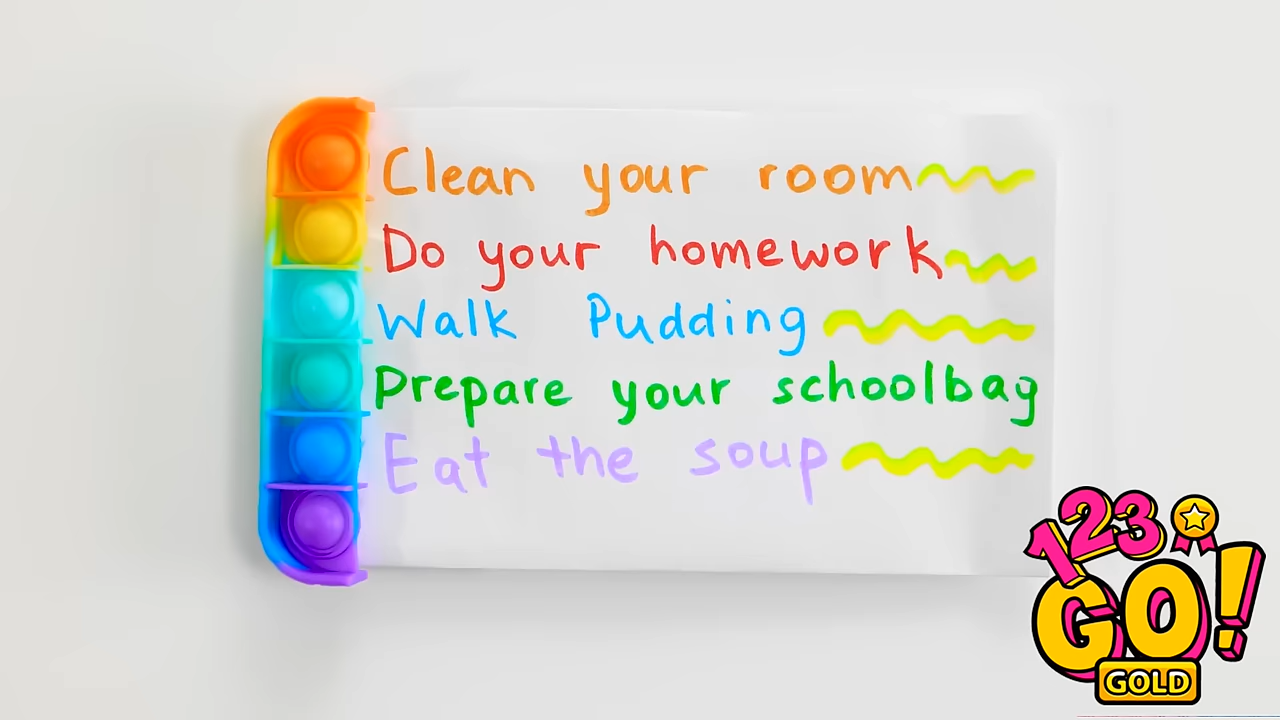 Clean your room
Do your homework
Walk Pudding
Prepare your schoolbag
Eat the soup
123
GO!
GOLD